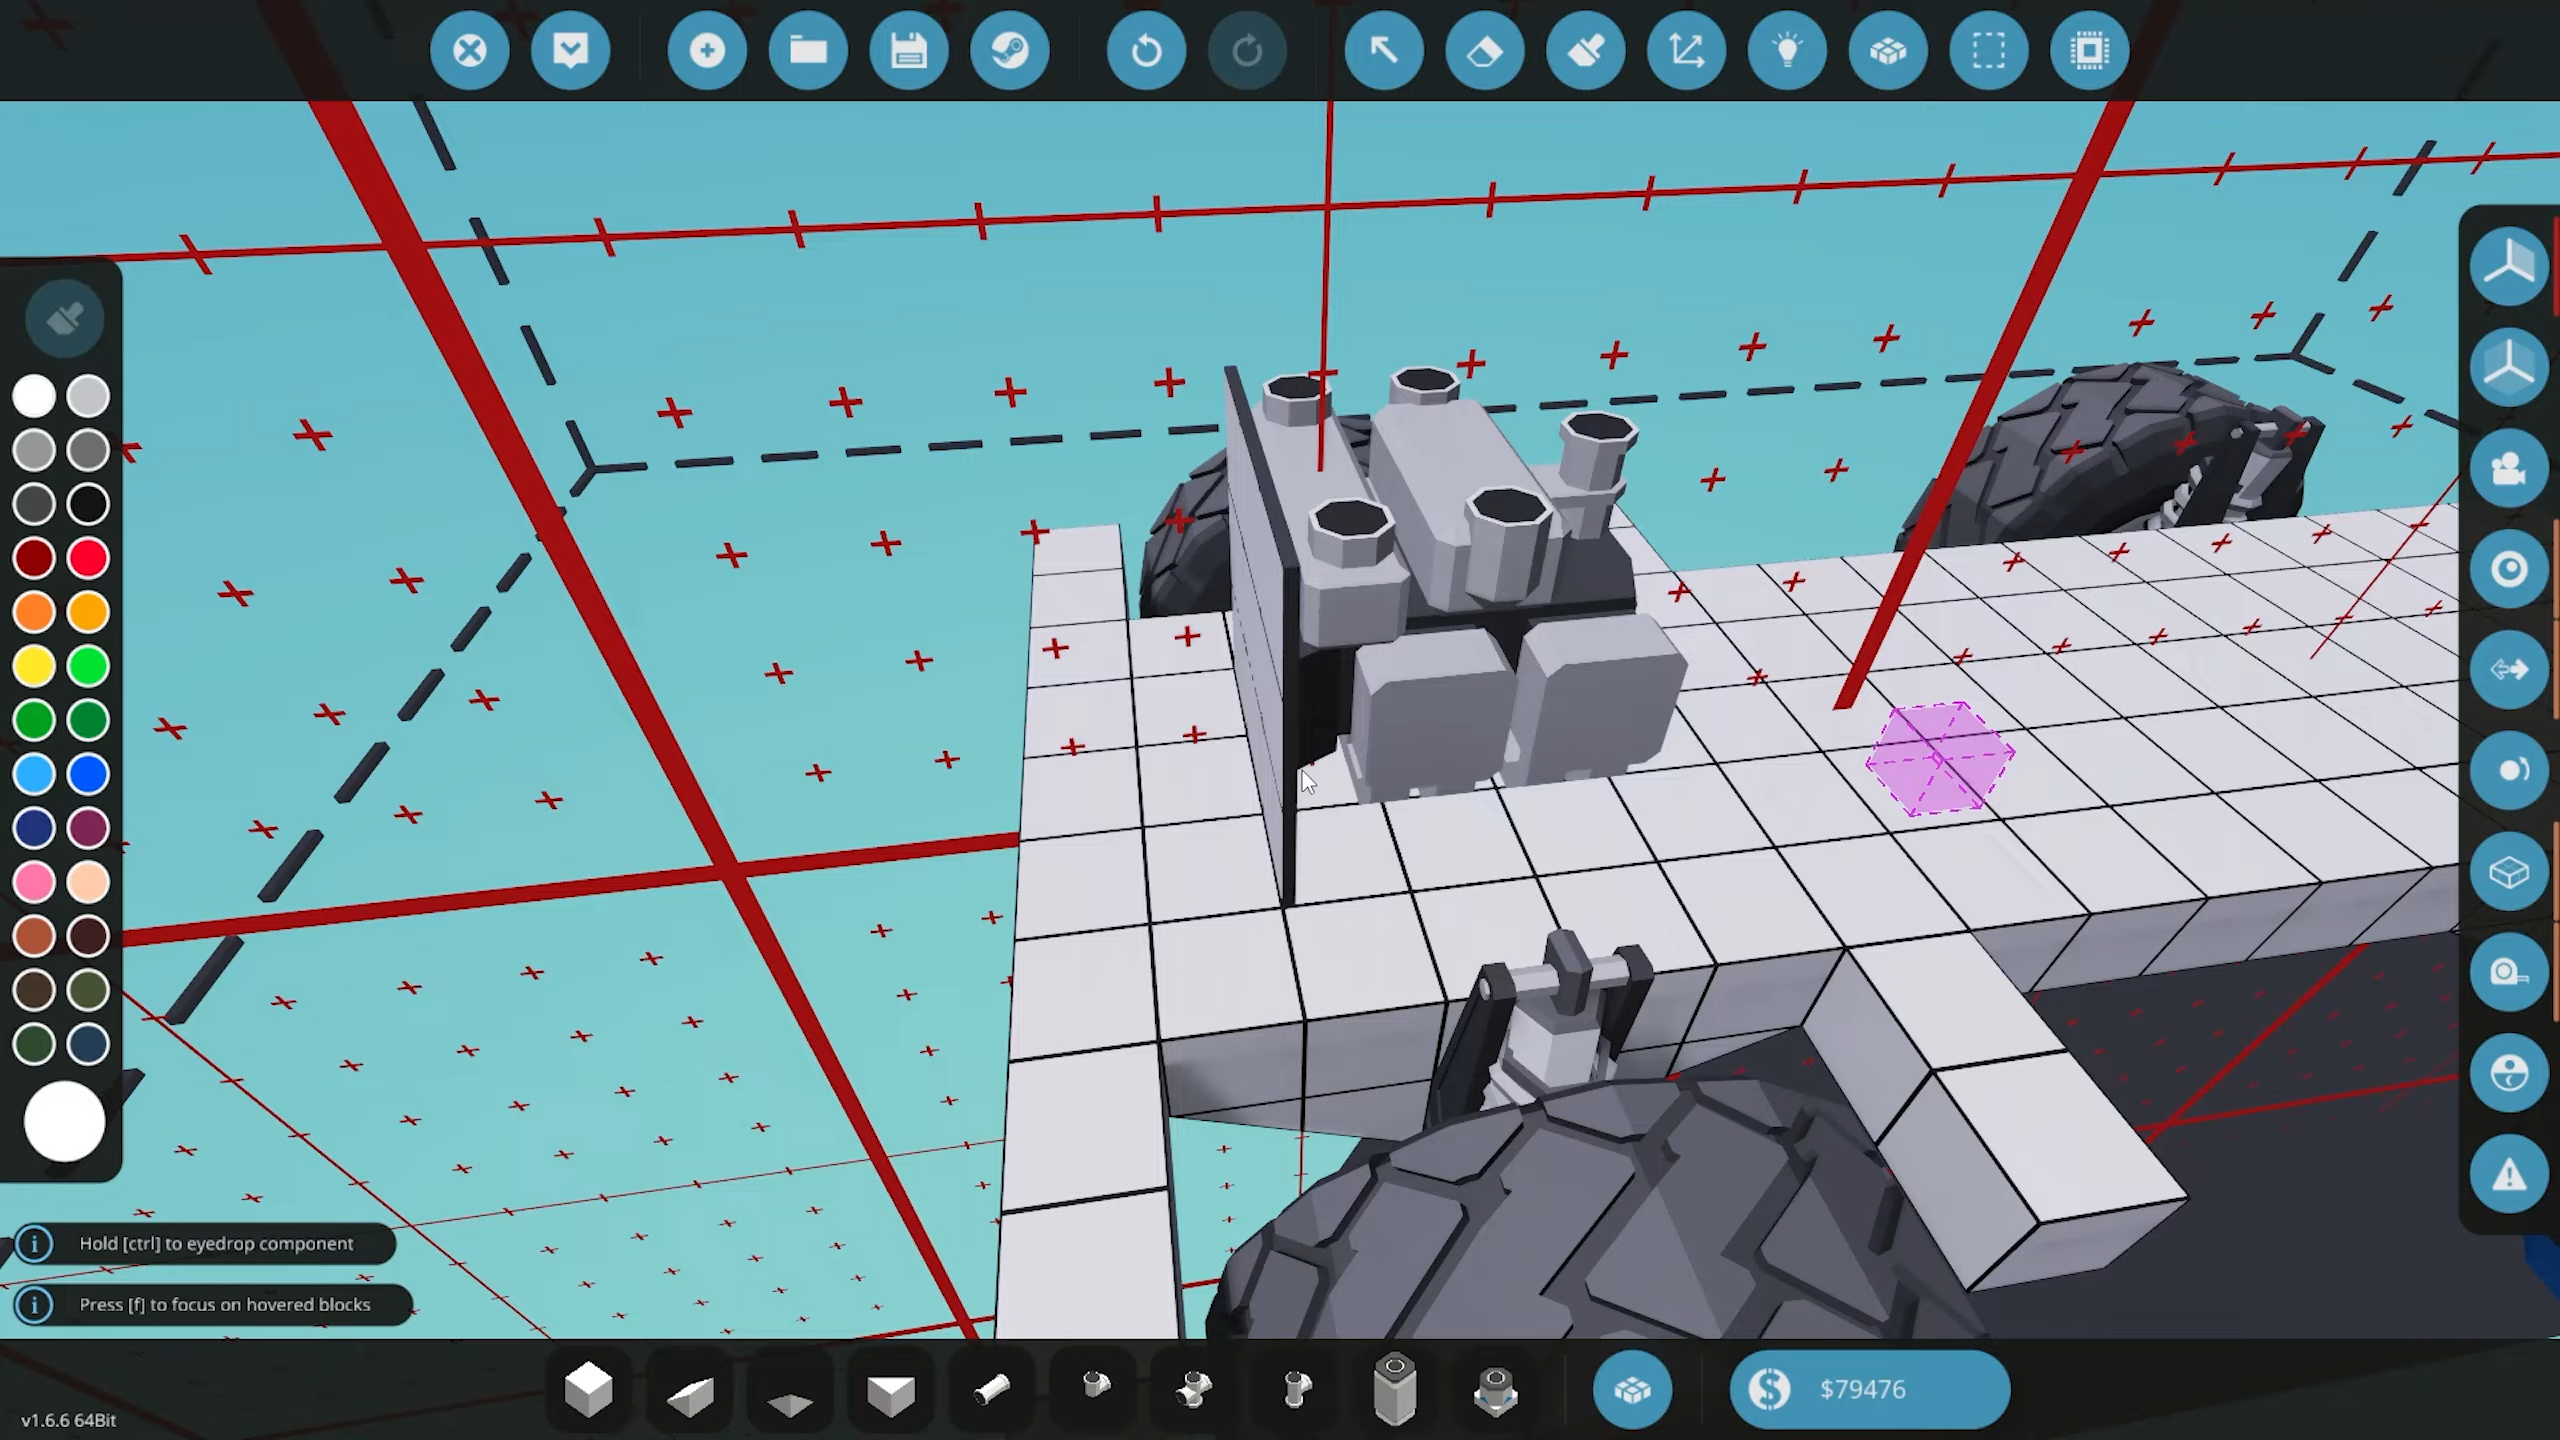 Hold [ctrl] to eyedrop component
Press [f] to focus on hovered blocks
$79476
v1.6.6 64Bit